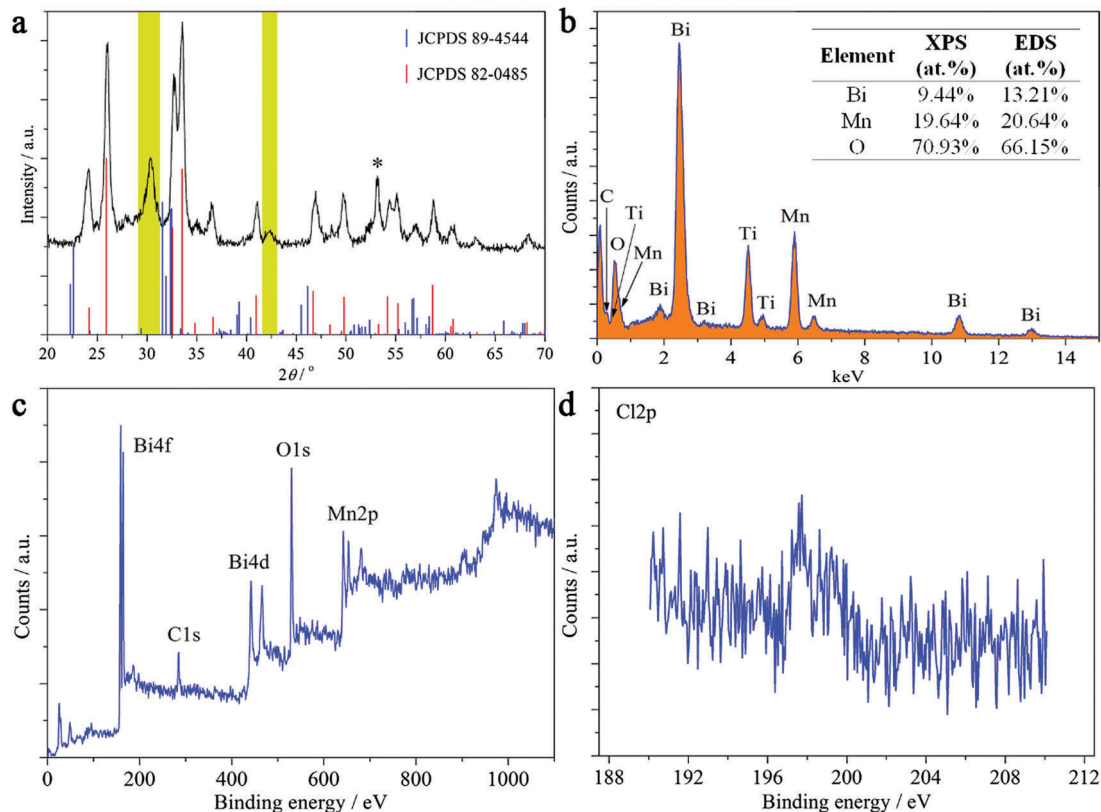 a
JCPDS 89-4544
JCPDS 82-0485
*
Intensity / a.u.
20 25 30 35 40 45 50 55 60 65 70
2θ / °
b
Element XPS (at.%) EDS (at.%)
Bi 9.44% 13.21%
Mn 19.64% 20.64%
O 70.93% 66.15%
Bi
C
Ti
O
Mn
Bi
Bi
Ti
Ti
Mn
Mn
Bi
Bi
Counts / a.u.
0 2 4 6 8 10 12 14
keV
c
Bi4f
C1s
Bi4d
O1s
Mn2p
Counts / a.u.
0 200 400 600 800 1000
Binding energy / eV
d
Cl2p
Counts / a.u.
188 192 196 200 204 208 212
Binding energy / eV